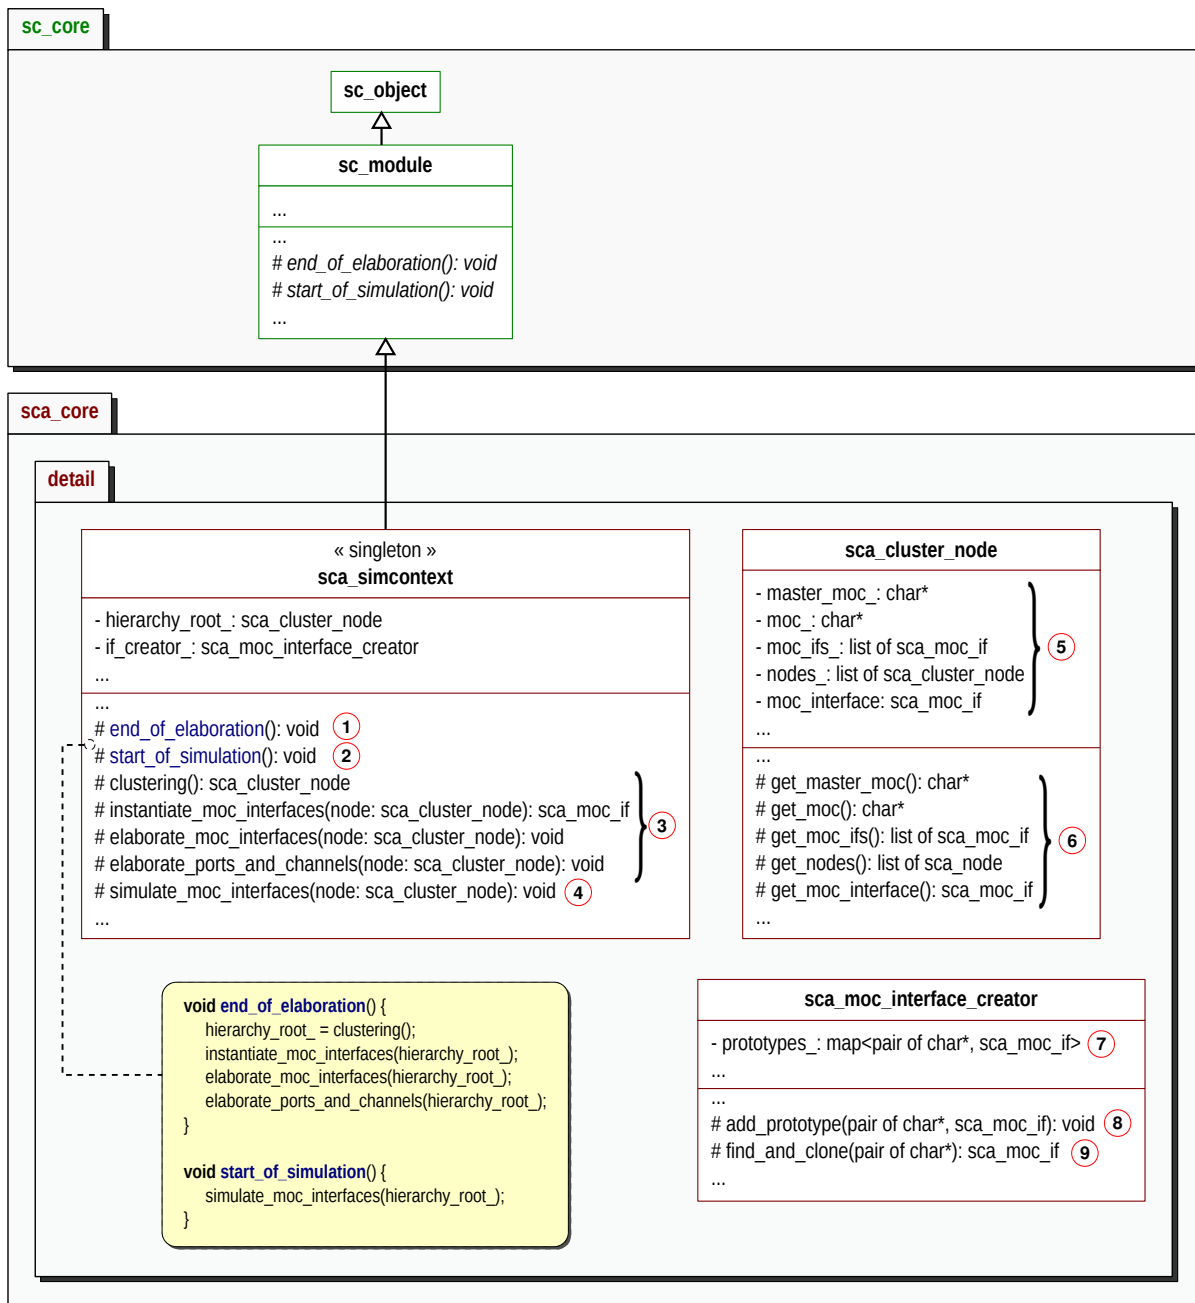 sc_core
sc_object
sc_module
...
...
# end_of_elaboration(): void
# start_of_simulation(): void
...
sca_core
detail
« singleton »
sca_simcontext
- hierarchy_root_: sca_cluster_node
- if_creator_: sca_moc_interface_creator
...
...
# end_of_elaboration(): void 1
# start_of_simulation(): void 2
# clustering(): sca_cluster_node
# instantiate_moc_interfaces(node: sca_cluster_node): sca_moc_if
3
# elaborate_moc_interfaces(node: sca_cluster_node): void
# elaborate_ports_and_channels(node: sca_cluster_node): void
# simulate_moc_interfaces(node: sca_cluster_node): void 4
...
sca_cluster_node
- master_moc_: char*
- moc_: char*
- moc_ifs_: list of sca_moc_if
5
- nodes_: list of sca_cluster_node
- moc_interface: sca_moc_if
...
...
# get_master_moc(): char*
# get_moc(): char*
# get_moc_ifs(): list of sca_moc_if
6
# get_nodes(): list of sca_node
# get_moc_interface(): sca_moc_if
...
void end_of_elaboration() {
hierarchy_root_ = clustering();
instantiate_moc_interfaces(hierarchy_root_);
elaborate_moc_interfaces(hierarchy_root_);
elaborate_ports_and_channels(hierarchy_root_);
}
void start_of_simulation() {
simulate_moc_interfaces(hierarchy_root_);
}
sca_moc_interface_creator
- prototypes_: map<pair of char*, sca_moc_if> 7
...
...
# add_prototype(pair of char*, sca_moc_if): void 8
# find_and_clone(pair of char*): sca_moc_if 9
...